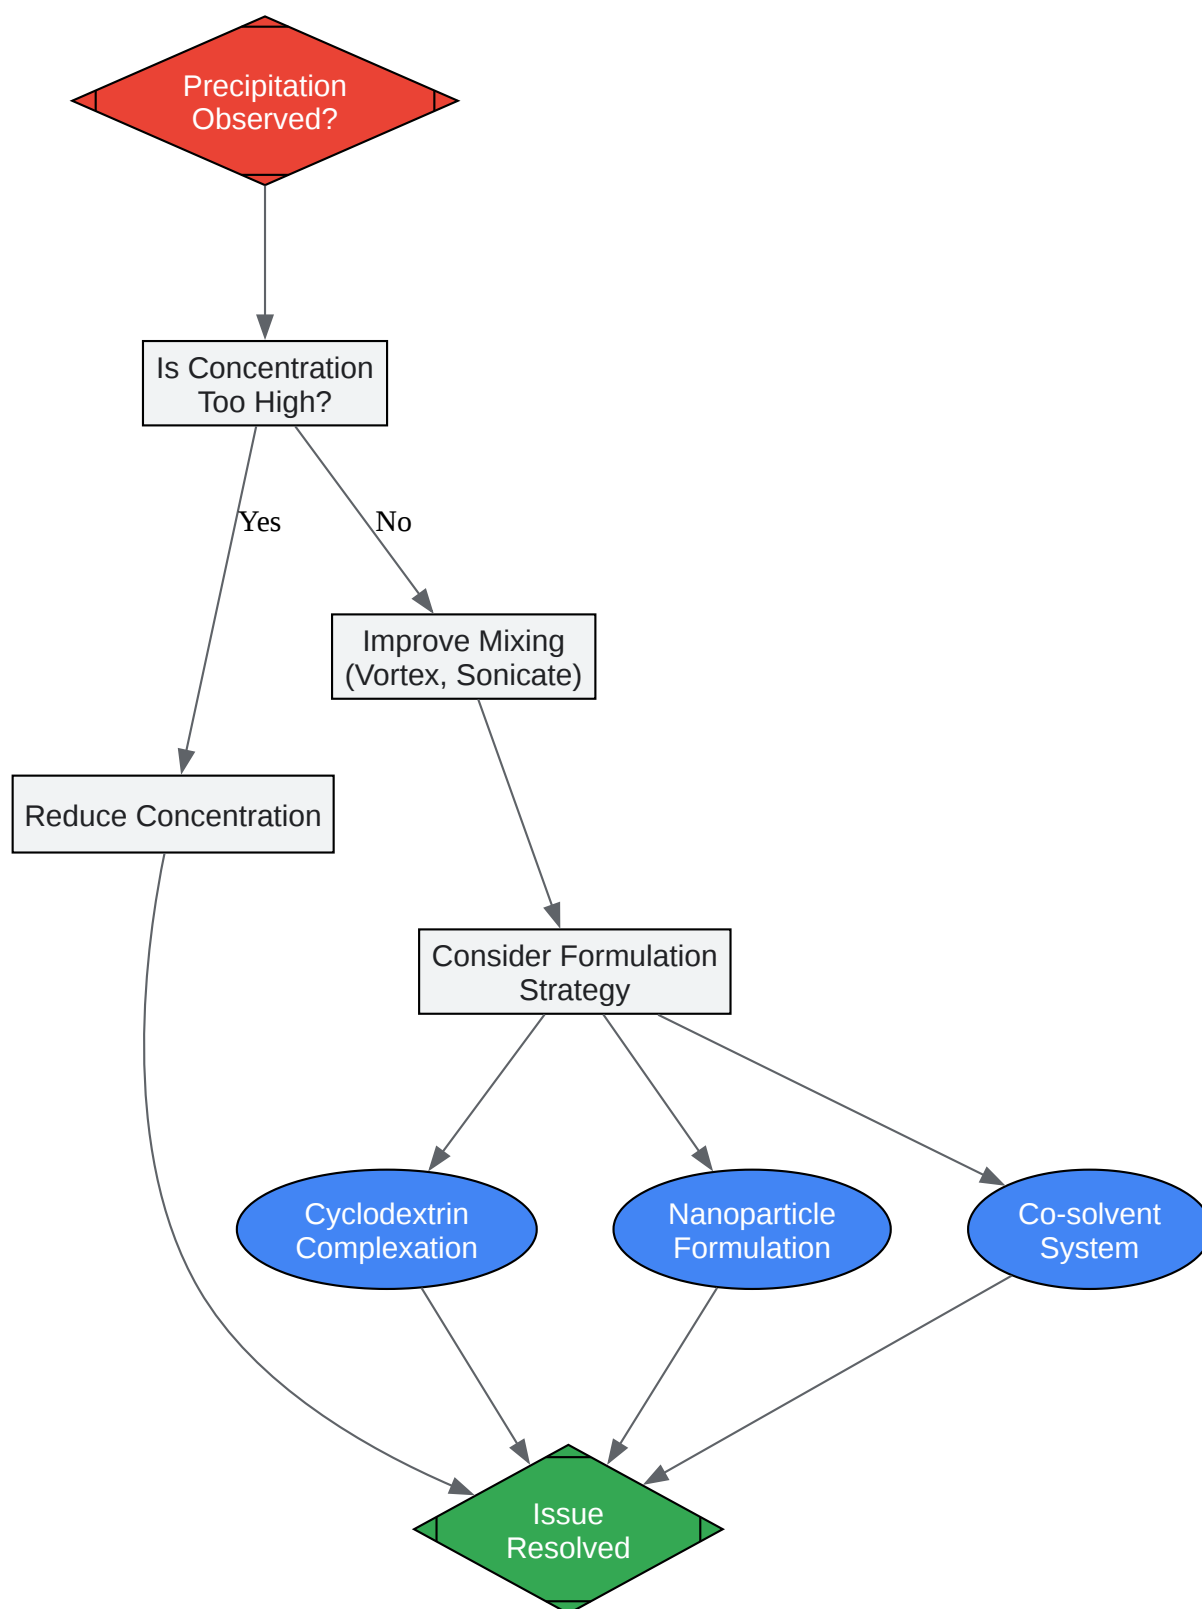 Precipitation
Observed?
Is Concentration
Too High?
Yes
No
Improve Mixing
(Vortex, Sonicate)
Reduce Concentration
Consider Formulation
Strategy
Cyclodextrin
Complexation
Nanoparticle
Formulation
Co-solvent
System
Issue
Resolved